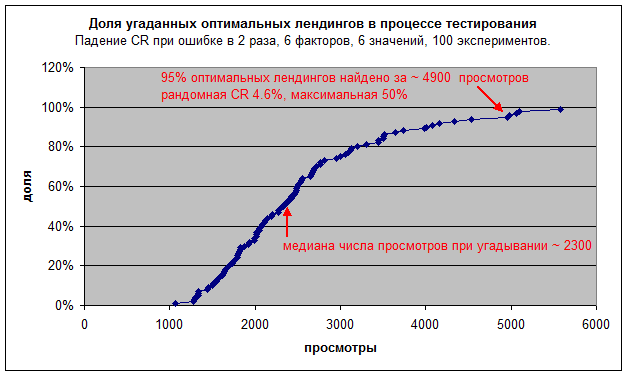 Доля угаданных оптимальных лендингов в процессе тестирования
Падение CR при ошибке в 2 раза, 6 факторов, 6 значений, 100 экспериментов.
120%
100%
80%
60%
40%
20%
0%
доля
95% оптимальных лендингов найдено за ~ 4900 просмотров
рандомная CR 4.6%, максимальная 50%
медиана числа просмотров при угадывании ~ 2300
0
1000
2000
3000
4000
5000
6000
просмотры